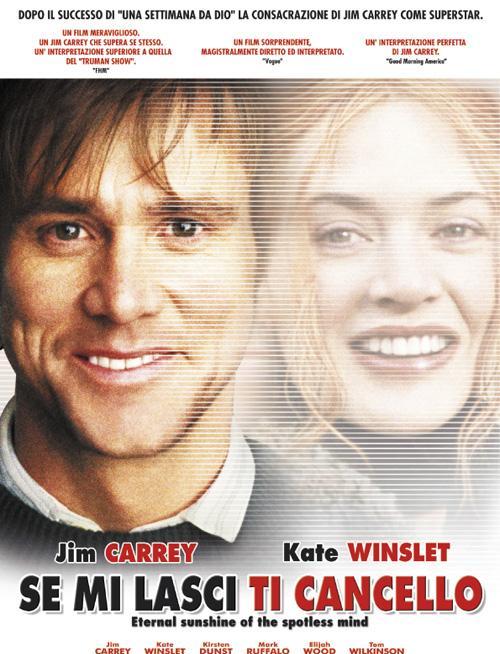 DOPO IL SUCCESSO DI "UNA SETTIMANA DA DIO" LA CONSACRAZIONE DI JIM CARREY COME SUPERSTAR.
UN FILM MERAVIGLIOSO.
UN JIM CARREY CHE SUPERA SE STESSO.
UN' INTERPRETAZIONE SUPERIORE A QUELLA
DEL "TRUMAN SHOW".
"FHM"
UN FILM SORPRENDENTE,
MAGISTRALMENTE DIRETTO ED INTERPRETATO.
"Vogue"
UN' INTERPRETAZIONE PERFETTA
DI JIM CARREY.
"Good Morning America"
Jim CARREY Kate WINSLET
SE MI LASCI TI CANCELLO
Eternal sunshine of the spotless mind
Jim Kate Kirsten Mark Elijah Tom
CARREY WINSLET DUNST RUFFALO WOOD WILKINSON